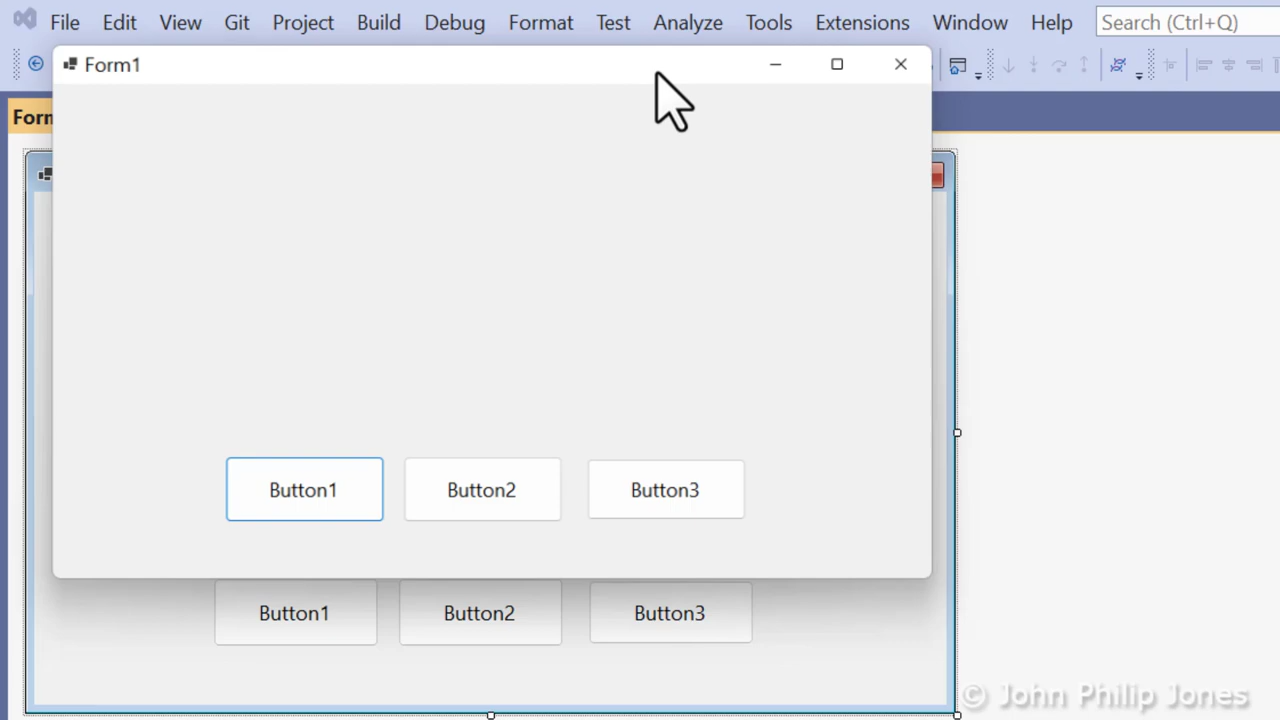 File Edit View Git Project Build Debug Format Test Analyze Tools Extensions Window Help Search (Ctrl+Q)
Form1
Form
Button1 Button2 Button3
Button1 Button2 Button3
© John Philip Jones